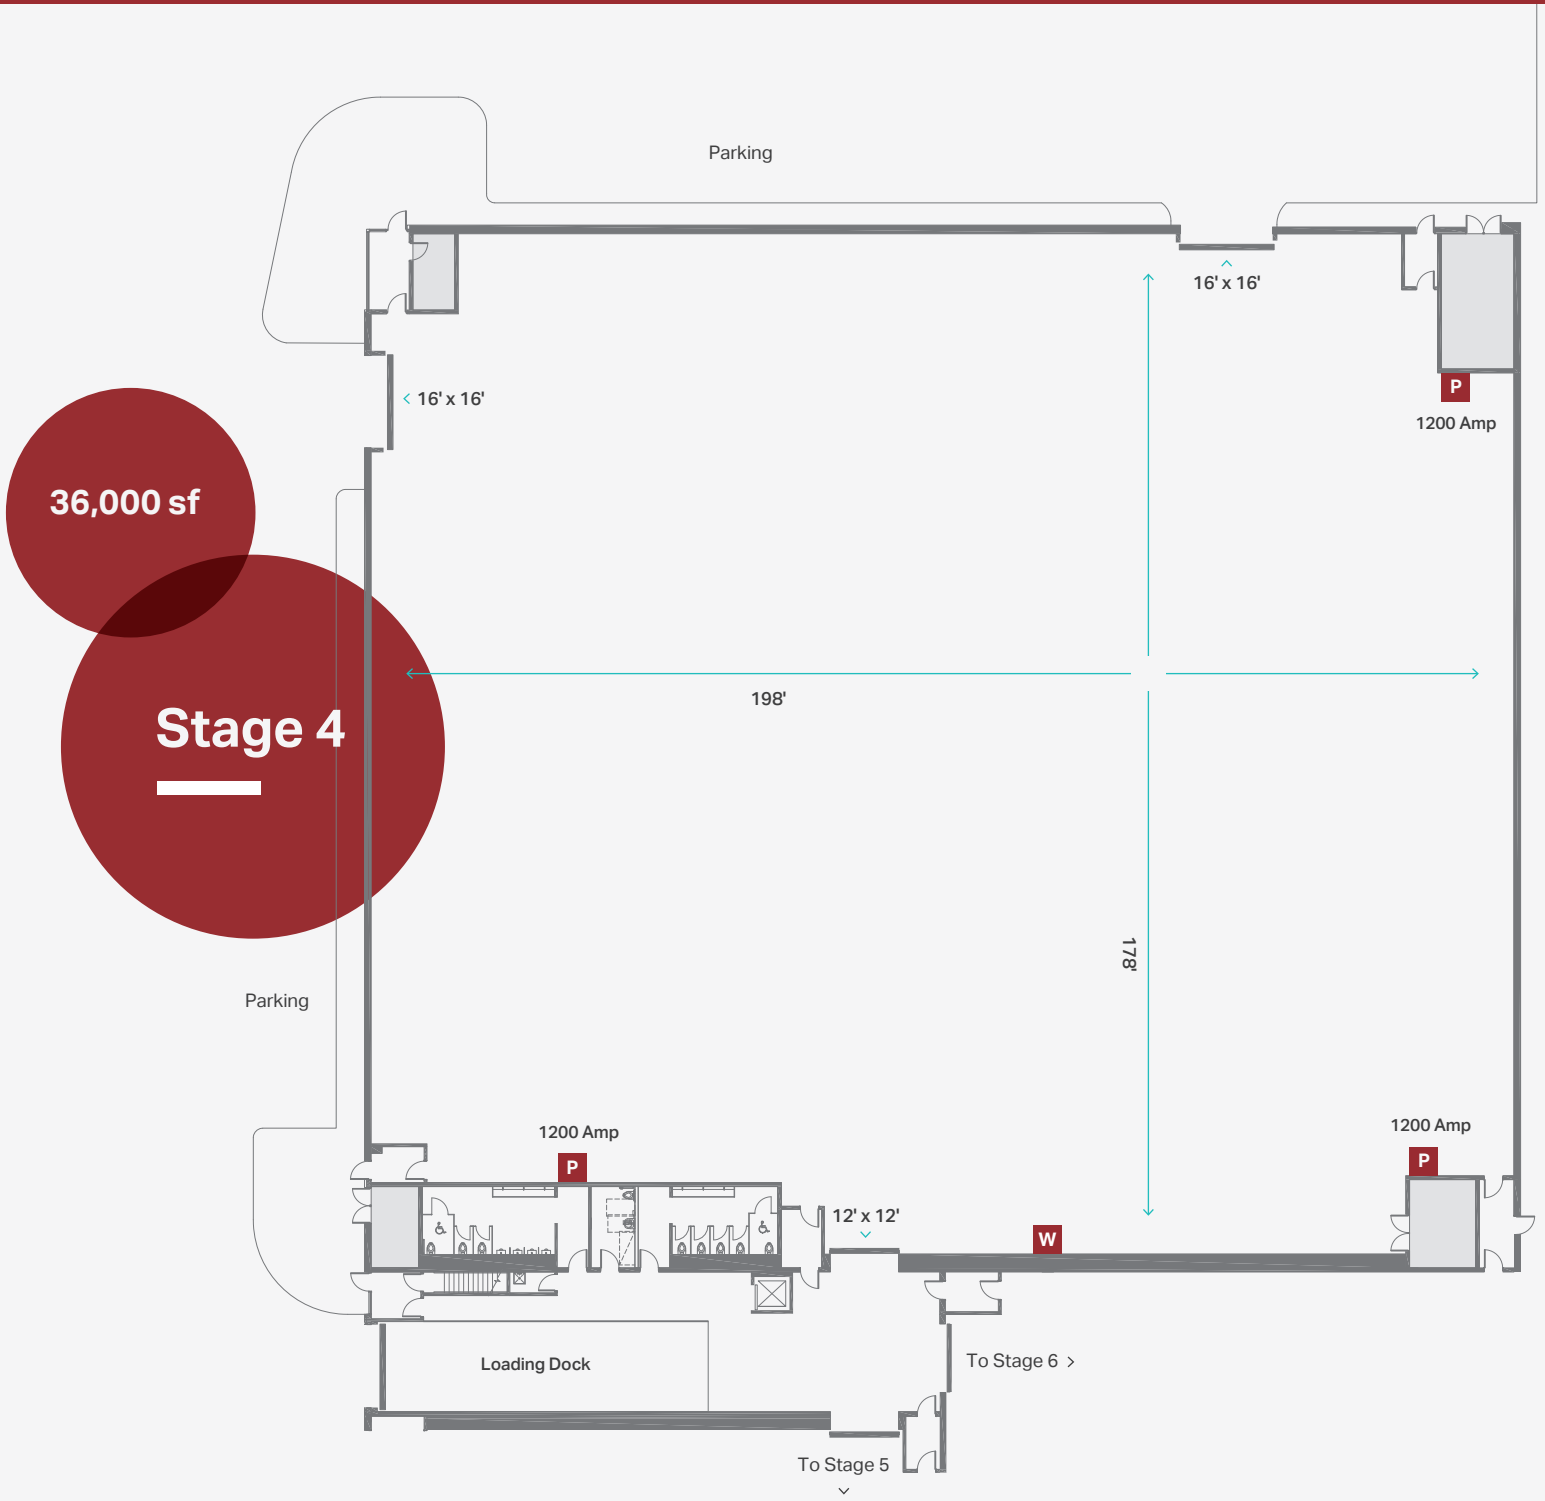 Parking
16' x 16'
16' x 16'
P
1200 Amp
36,000 sf
198'
Stage 4
178'
Parking
1200 Amp
P
1200 Amp
P
12' x 12'
W
Loading Dock
To Stage 6 >
To Stage 5